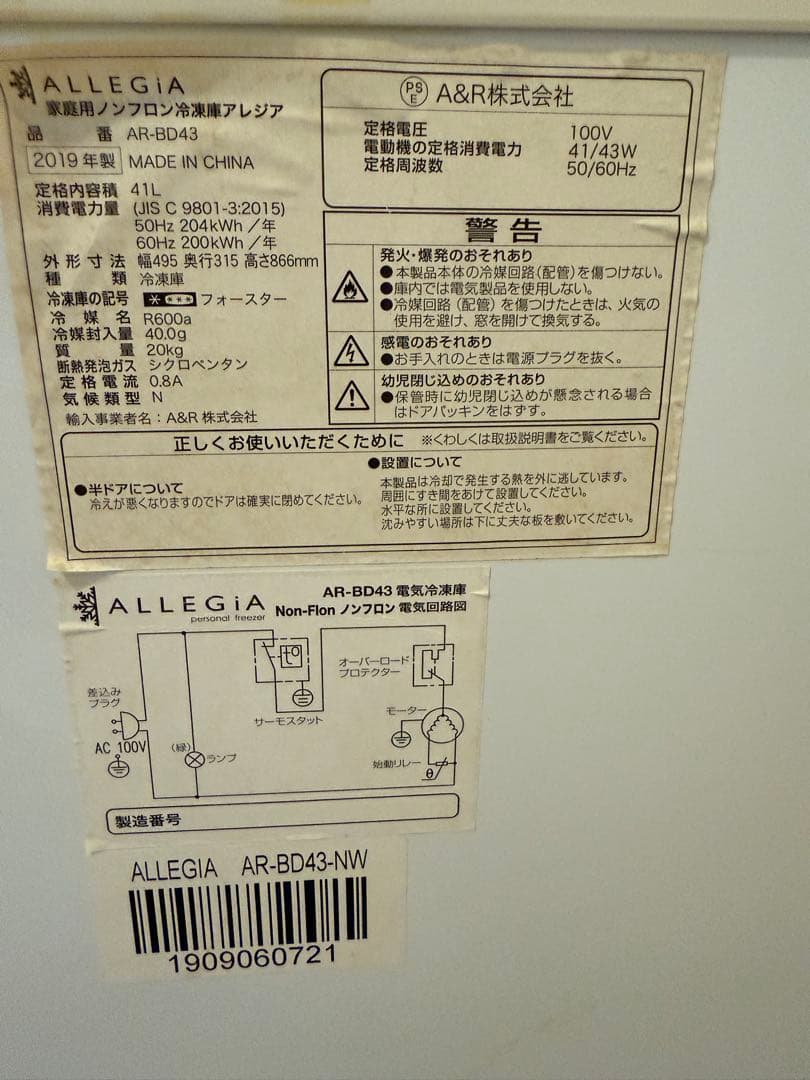 ALLEGiA
家庭用ノンフロン冷凍庫アレジア
品 番 AR-BD43
2019年製 MADE IN CHINA
定格内容積 41L
消費電力量 (JIS C 9801-3:2015)
50Hz 204kWh/年
60Hz 200kWh/年
外形寸法 幅495 奥行315 高さ866mm
種 類 冷凍庫
冷凍庫の記号 フォースター
冷 媒 名 R600a
冷媒封入量 40.0g
質 量 20kg
断熱発泡ガス シクロペンタン
定格電流 0.8A
気候類型 N
輸入事業者名:A&R 株式会社
PS
E
A&R株式会社
定格電圧 100V
電動機の定格消費電力 41/43W
定格周波数 50/60Hz
警告
発火・爆発のおそれあり
●本製品本体の冷媒回路(配管)を傷つけない。
●庫内では電気製品を使用しない。
●冷媒回路(配管)を傷つけたときは、火気の
使用を避け、窓を開けて換気する。
感電のおそれあり
●お手入れのときは電源プラグを抜く。
幼児閉じ込めのおそれあり
●保管時に幼児閉じ込めが懸念される場合
はドアパッキンをはずす。
正しくお使いいただくために ※くわしくは取扱説明書をご覧ください。
●半ドアについて
冷えが悪くなりますのでドアは確実に閉めてください。
●設置について
本製品は冷却で発生する熱を外に逃しています。
周囲にすき間をあけて設置してください。
水平な所に設置してください。
沈みやすい場所は下に丈夫な板を敷いてください。
ALLEGiA
personal freezer
AR-BD43 電気冷凍庫
Non-Flon ノンフロン 電気回路図
t°
サーモスタット
オーバーロード
プロテクター
差込み
プラグ
AC 100V
(緑)
ランプ
モーター
始動リレー
θ
製造番号
ALLEGIA AR-BD43-NW
1909060721